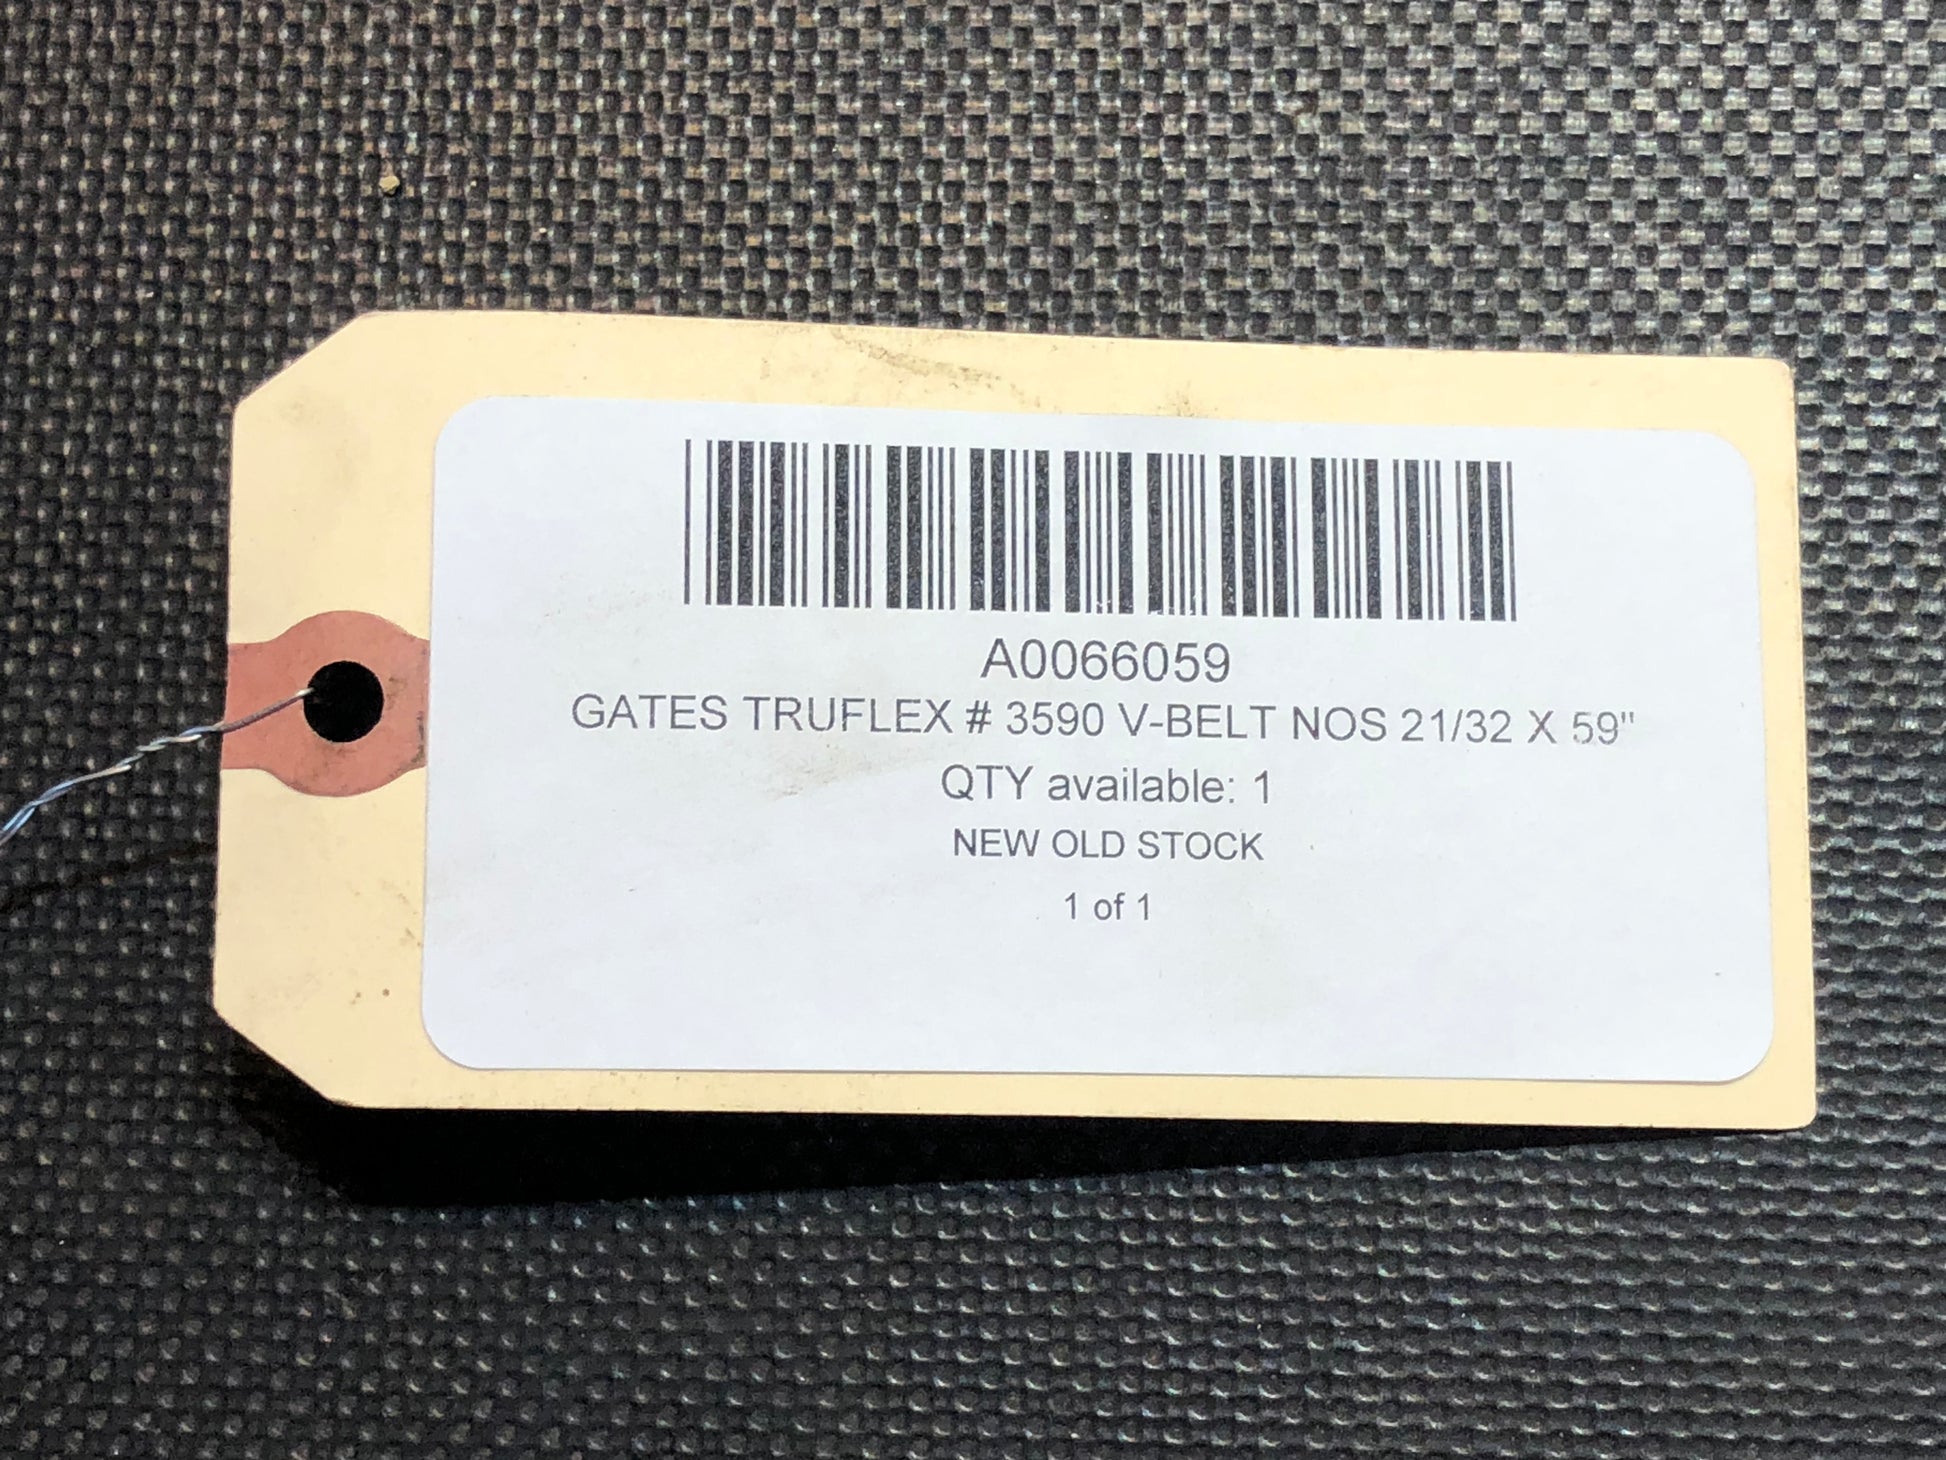 A0066059
GATES TRUFLEX # 3590 V-BELT NOS 21/32 X 59"
QTY available: 1
NEW OLD STOCK
1 of 1